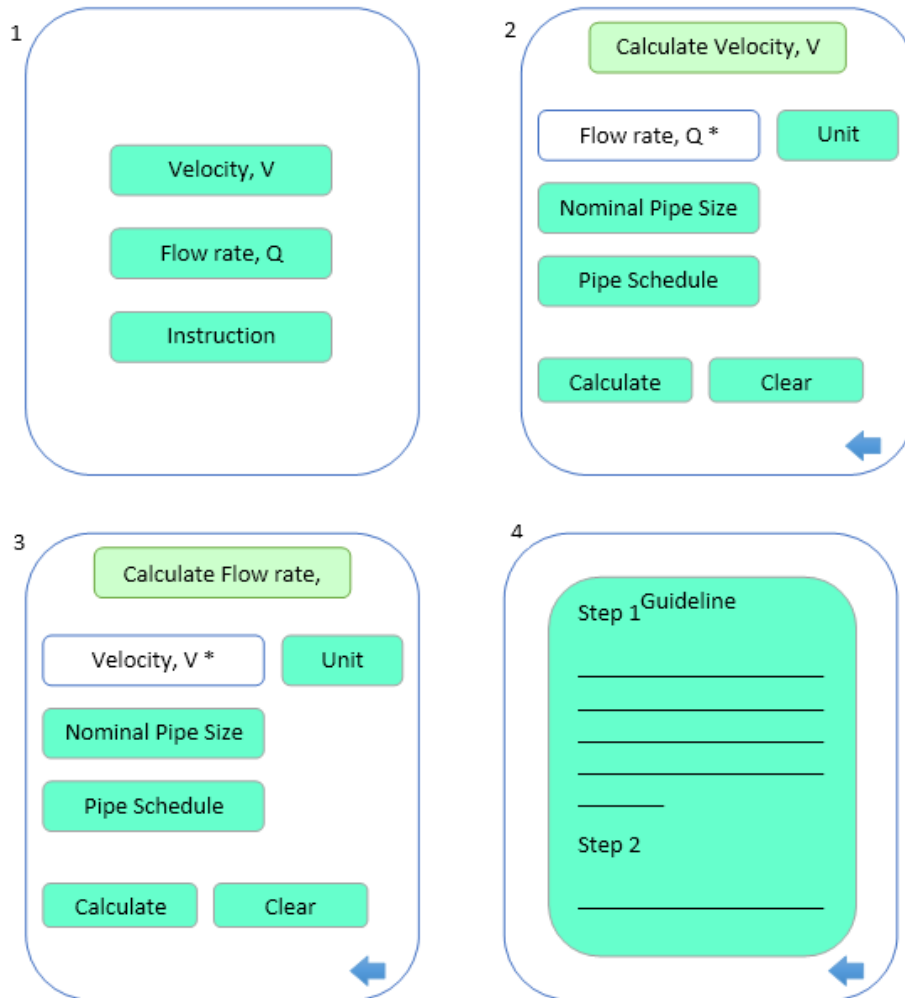 1
Velocity, V
Flow rate, Q
Instruction
2
Calculate Velocity, V
Flow rate, Q *
Unit
Nominal Pipe Size
Pipe Schedule
Calculate
Clear
3
Calculate Flow rate,
Velocity, V *
Unit
Nominal Pipe Size
Pipe Schedule
Calculate
Clear
4
Guideline
Step 1
Step 2